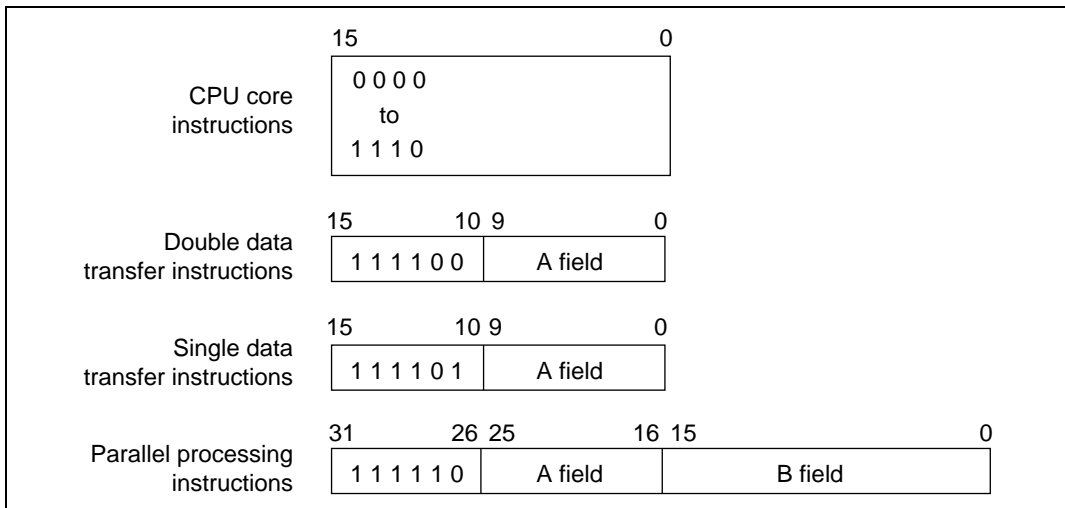 15 0
CPU core
instructions
0 0 0 0
to
1 1 1 0
15 10 9 0
Double data
transfer instructions
1 1 1 1 0 0 A field
15 10 9 0
Single data
transfer instructions
1 1 1 1 0 1 A field
31 26 25 16 15 0
Parallel processing
instructions
1 1 1 1 1 0 A field B field